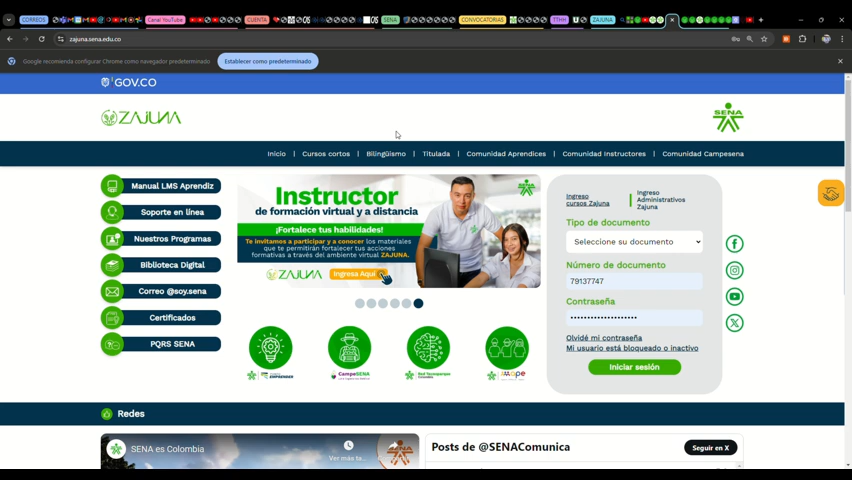 CORREOS
Canal YouTube
CUENTA
SENA
CONVOCATORIAS
TTHH
ZAJUNA
zajuna.sena.edu.co
Google recomienda configurar Chrome como navegador predeterminado
Establecer como predeterminado
GOV.CO
ZAJUNA
SENA
Inicio | Cursos cortos | Bilingüismo | Titulada | Comunidad Aprendices | Comunidad Instructores | Comunidad Campesena
Manual LMS Aprendiz
Soporte en línea
Nuestros Programas
Biblioteca Digital
Correo @soy.sena
Certificados
PQRS SENA
Instructor
de formación virtual y a distancia
¡Fortalece tus habilidades!
Te invitamos a participar y a conocer los materiales
que te permitirán fortalecer tus acciones
formativas a través del ambiente virtual ZAJUNA.
ZAJUNA
Ingresa Aquí
CampeSENA
Ingreso
cursos Zajuna
Ingreso
Administrativos
Zajuna
Tipo de documento
Seleccione su documento
Número de documento
79137747
Contraseña
••••••••••••••••••••
Olvidé mi contraseña
Mi usuario está bloqueado o inactivo
Iniciar sesión
Redes
SENA es Colombia
Ver más ta...
Posts de @SENAComunica
Seguir en X